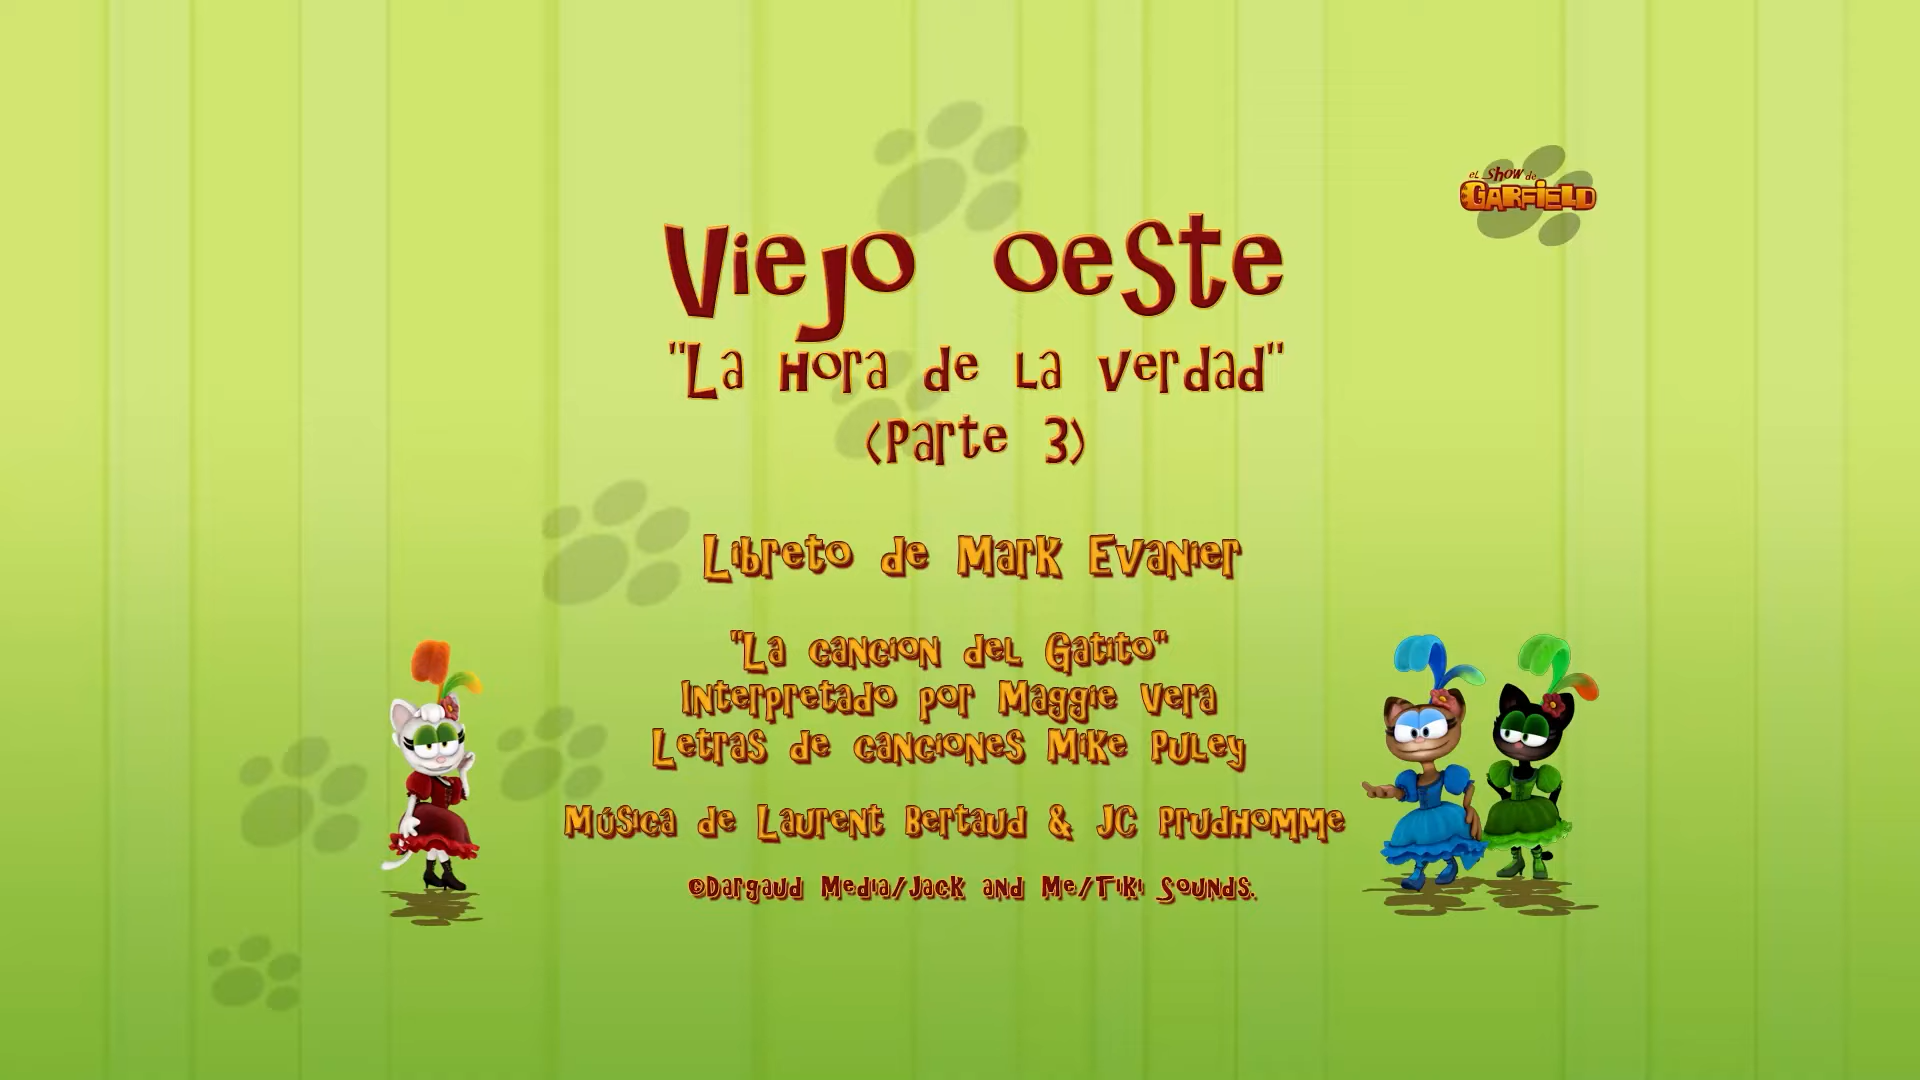 el Show de
GARFIELD
Viejo oeste
"La Hora de La verdad"
(Parte 3)
Libreto de Mark Evanier
"La cancion del Gatito"
Interpretado por Maggie Vera
Letras de canciones Mike Puley
Música de Laurent Bertaud & JC Prudhomme
©Dargaud Media/Jack and Me/Tiki Sounds.